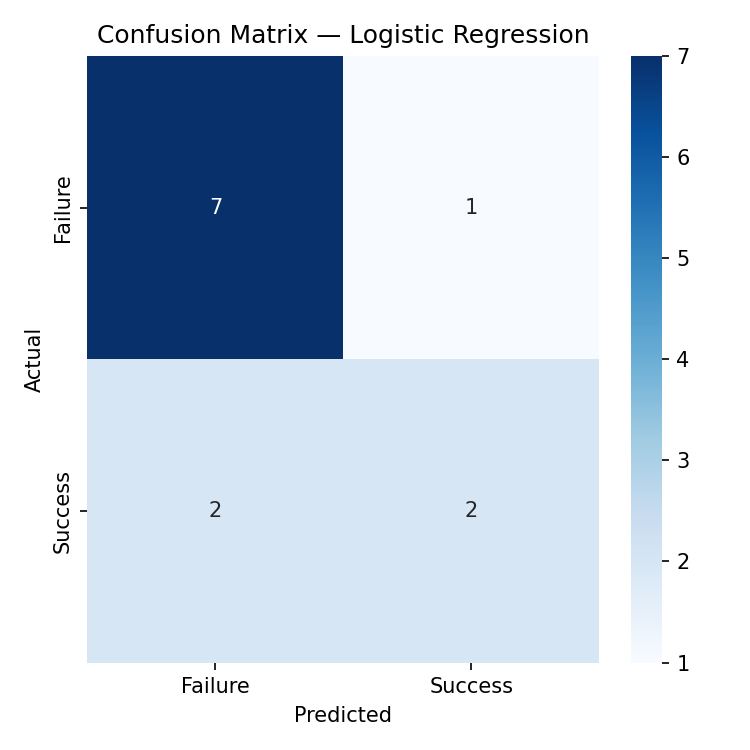 Confusion Matrix — Logistic Regression
Actual
Failure
Success
7
1
2
2
Failure
Success
Predicted
7
6
5
4
3
2
1